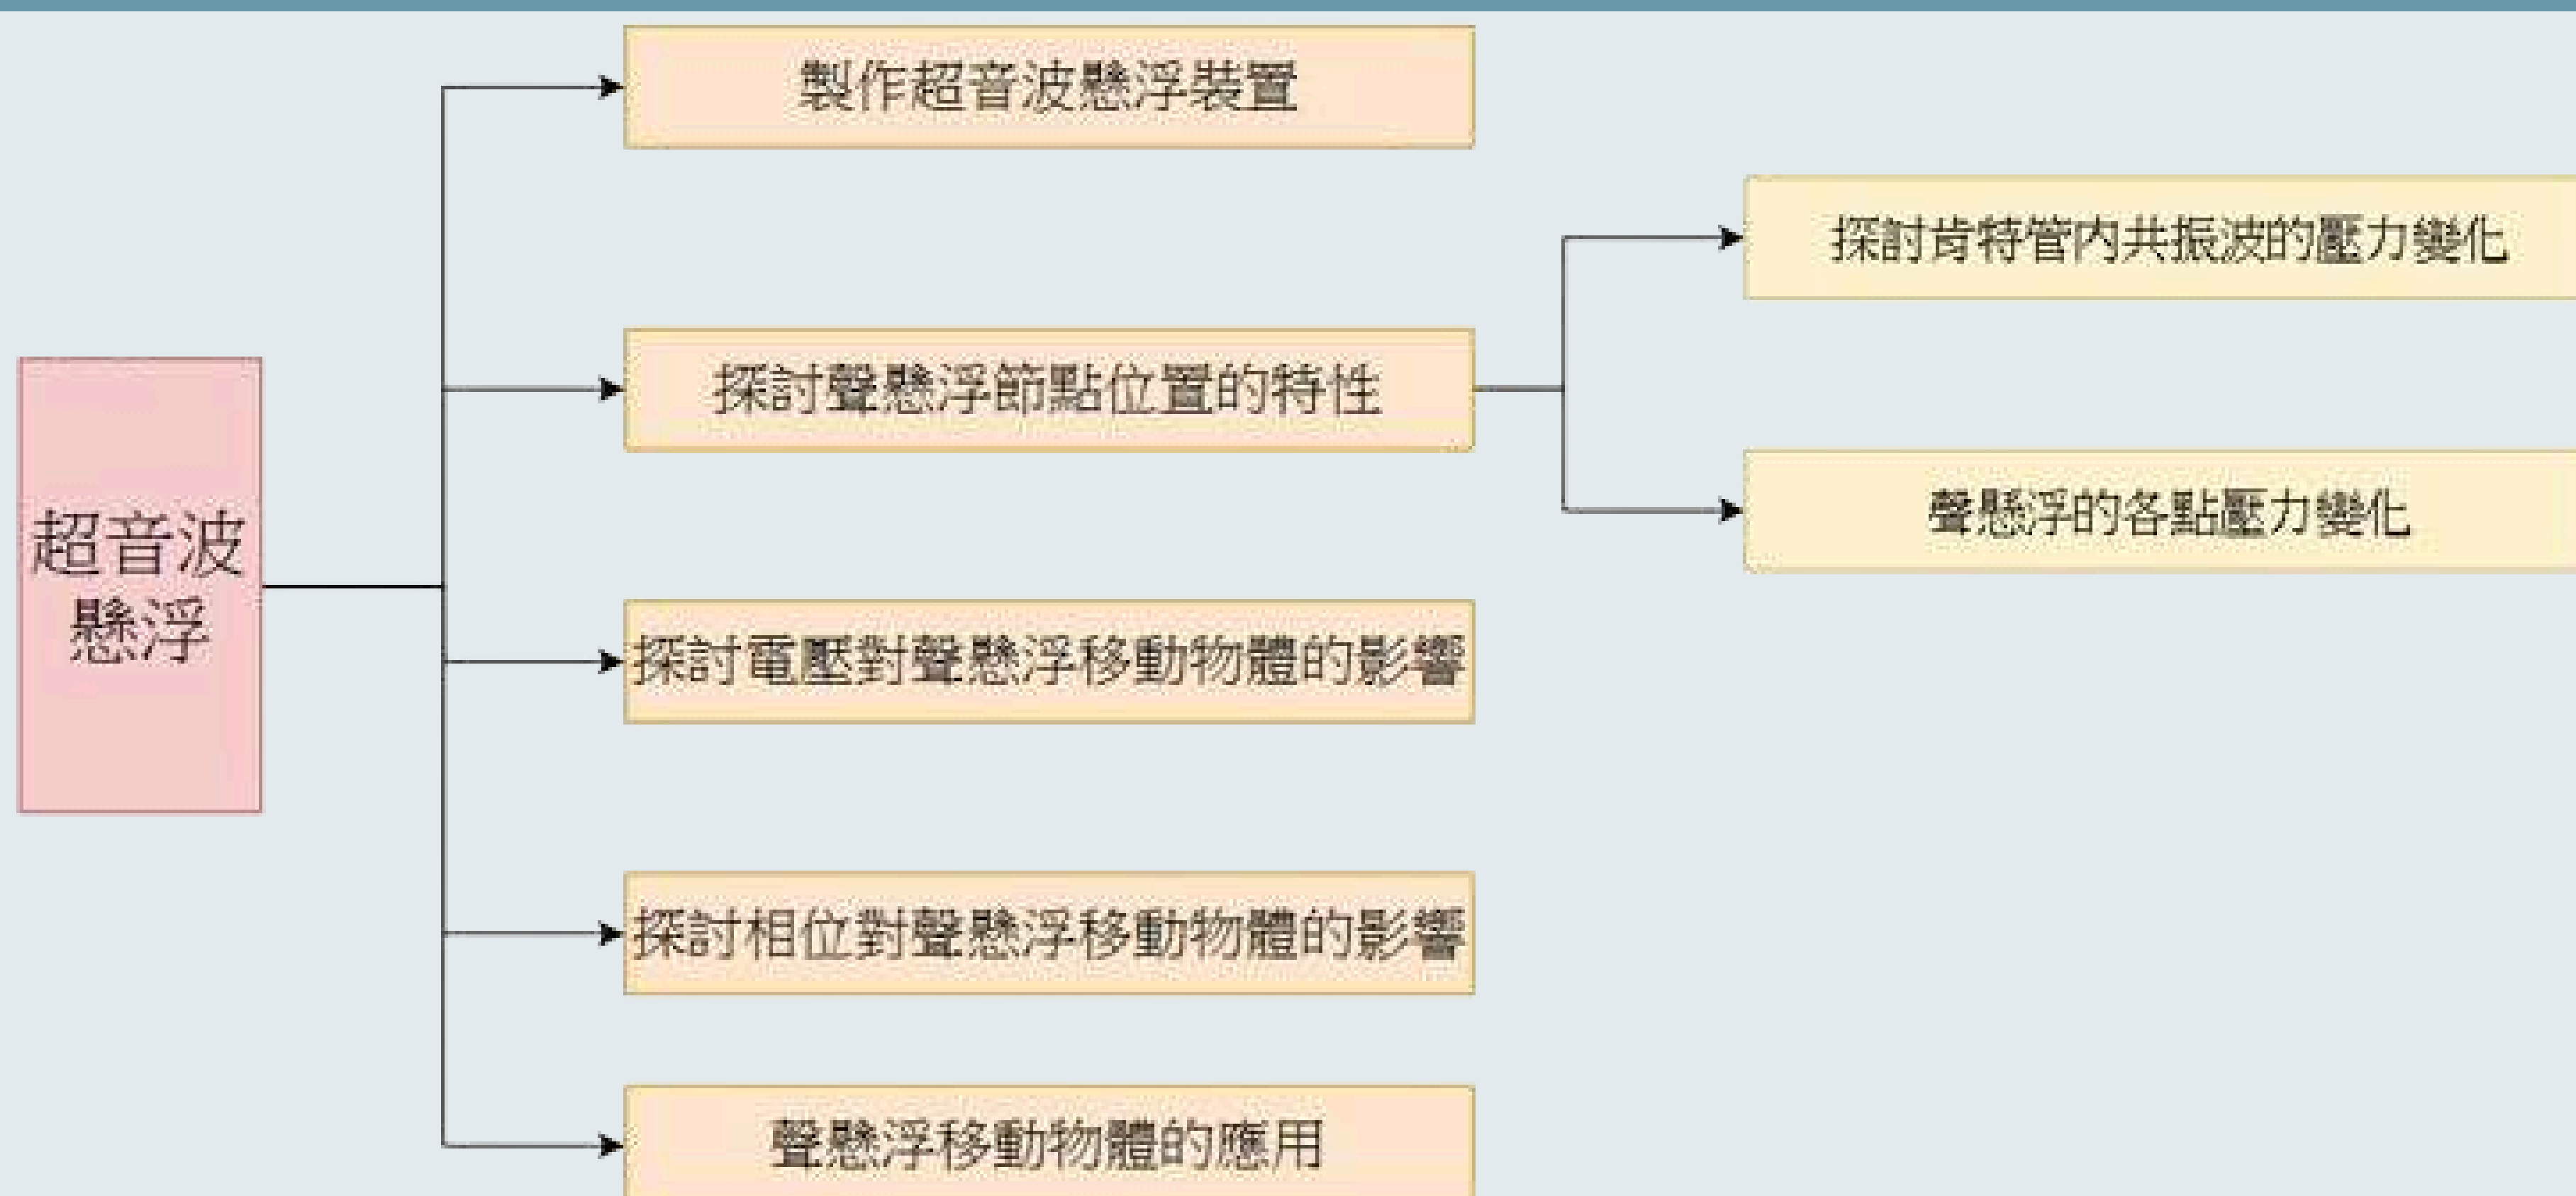 製作超音波懸浮裝置
探討肯特管內共振波的壓力變化
探討聲懸浮節點位置的特性
聲懸浮的各點壓力變化
超音波
懸浮
探討電壓對聲懸浮移動物體的影響
探討相位對聲懸浮移動物體的影響
聲懸浮移動物體的應用